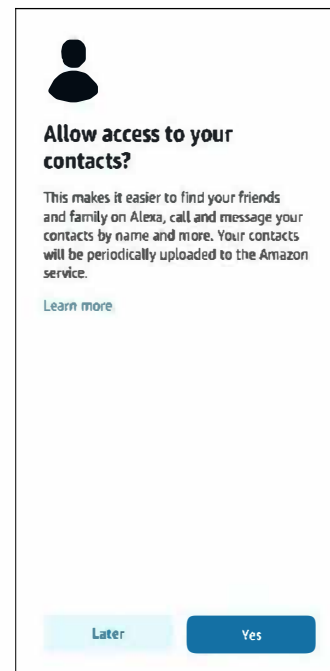 Allow access to your
contacts?
This makes it easier to find your friends
and family on Alexa, call and message your
contacts by name and more. Your contacts
will be periodically uploaded to the Amazon
service.
Learn more
Later
Yes